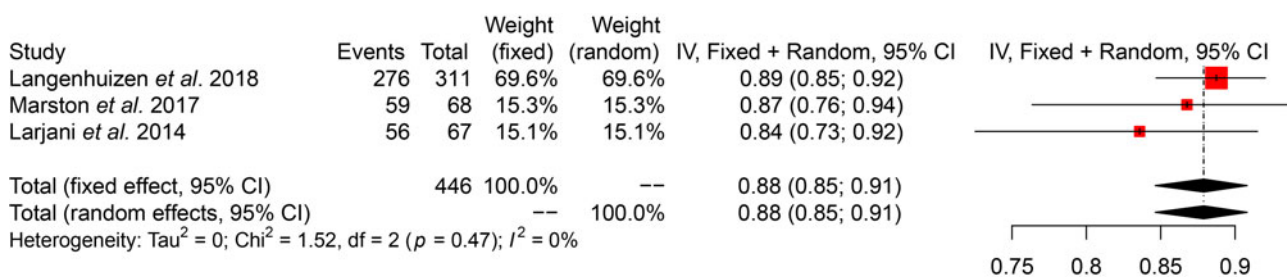 Weight Weight
Study Events Total (fixed) (random) IV, Fixed + Random, 95% CI IV, Fixed + Random, 95% CI
Langenhuizen et al. 2018 276 311 69.6% 69.6% 0.89 (0.85; 0.92)
Marston et al. 2017 59 68 15.3% 15.3% 0.87 (0.76; 0.94)
Larjani et al. 2014 56 67 15.1% 15.1% 0.84 (0.73; 0.92)
Total (fixed effect, 95% CI) 446 100.0% −− 0.88 (0.85; 0.91)
Total (random effects, 95% CI) −− 100.0% 0.88 (0.85; 0.91)
Heterogeneity: Tau² = 0; Chi² = 1.52, df = 2 (p = 0.47); I² = 0%
0.75 0.8 0.85 0.9